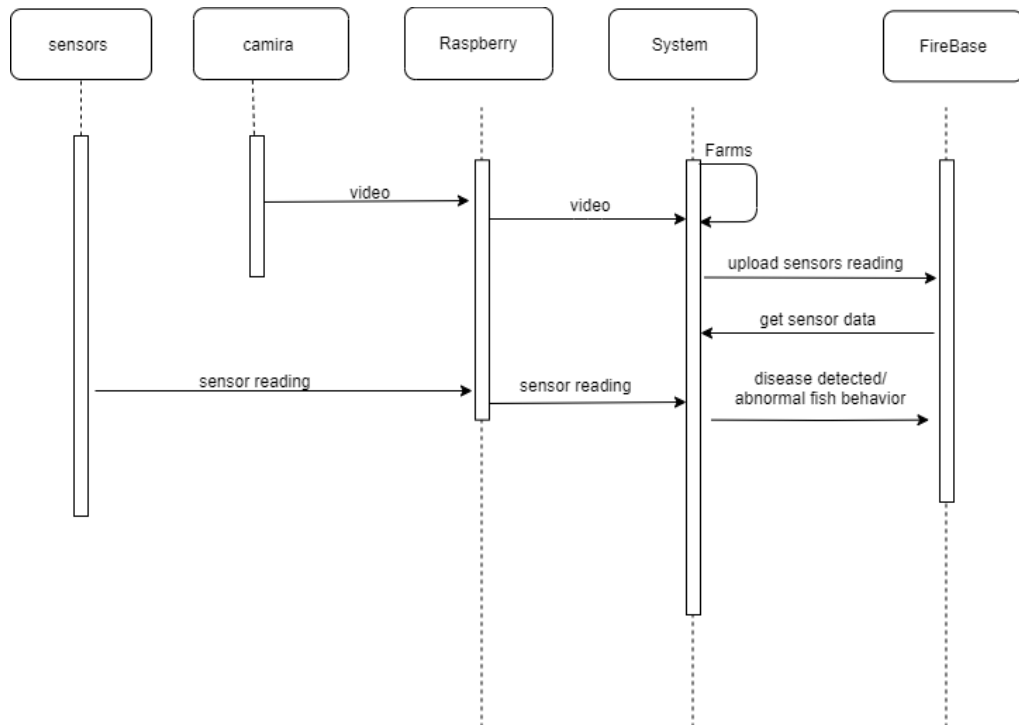 sensors
camira
Raspberry
System
FireBase
Farms
video
video
upload sensors reading
get sensor data
sensor reading
sensor reading
disease detected/
abnormal fish behavior